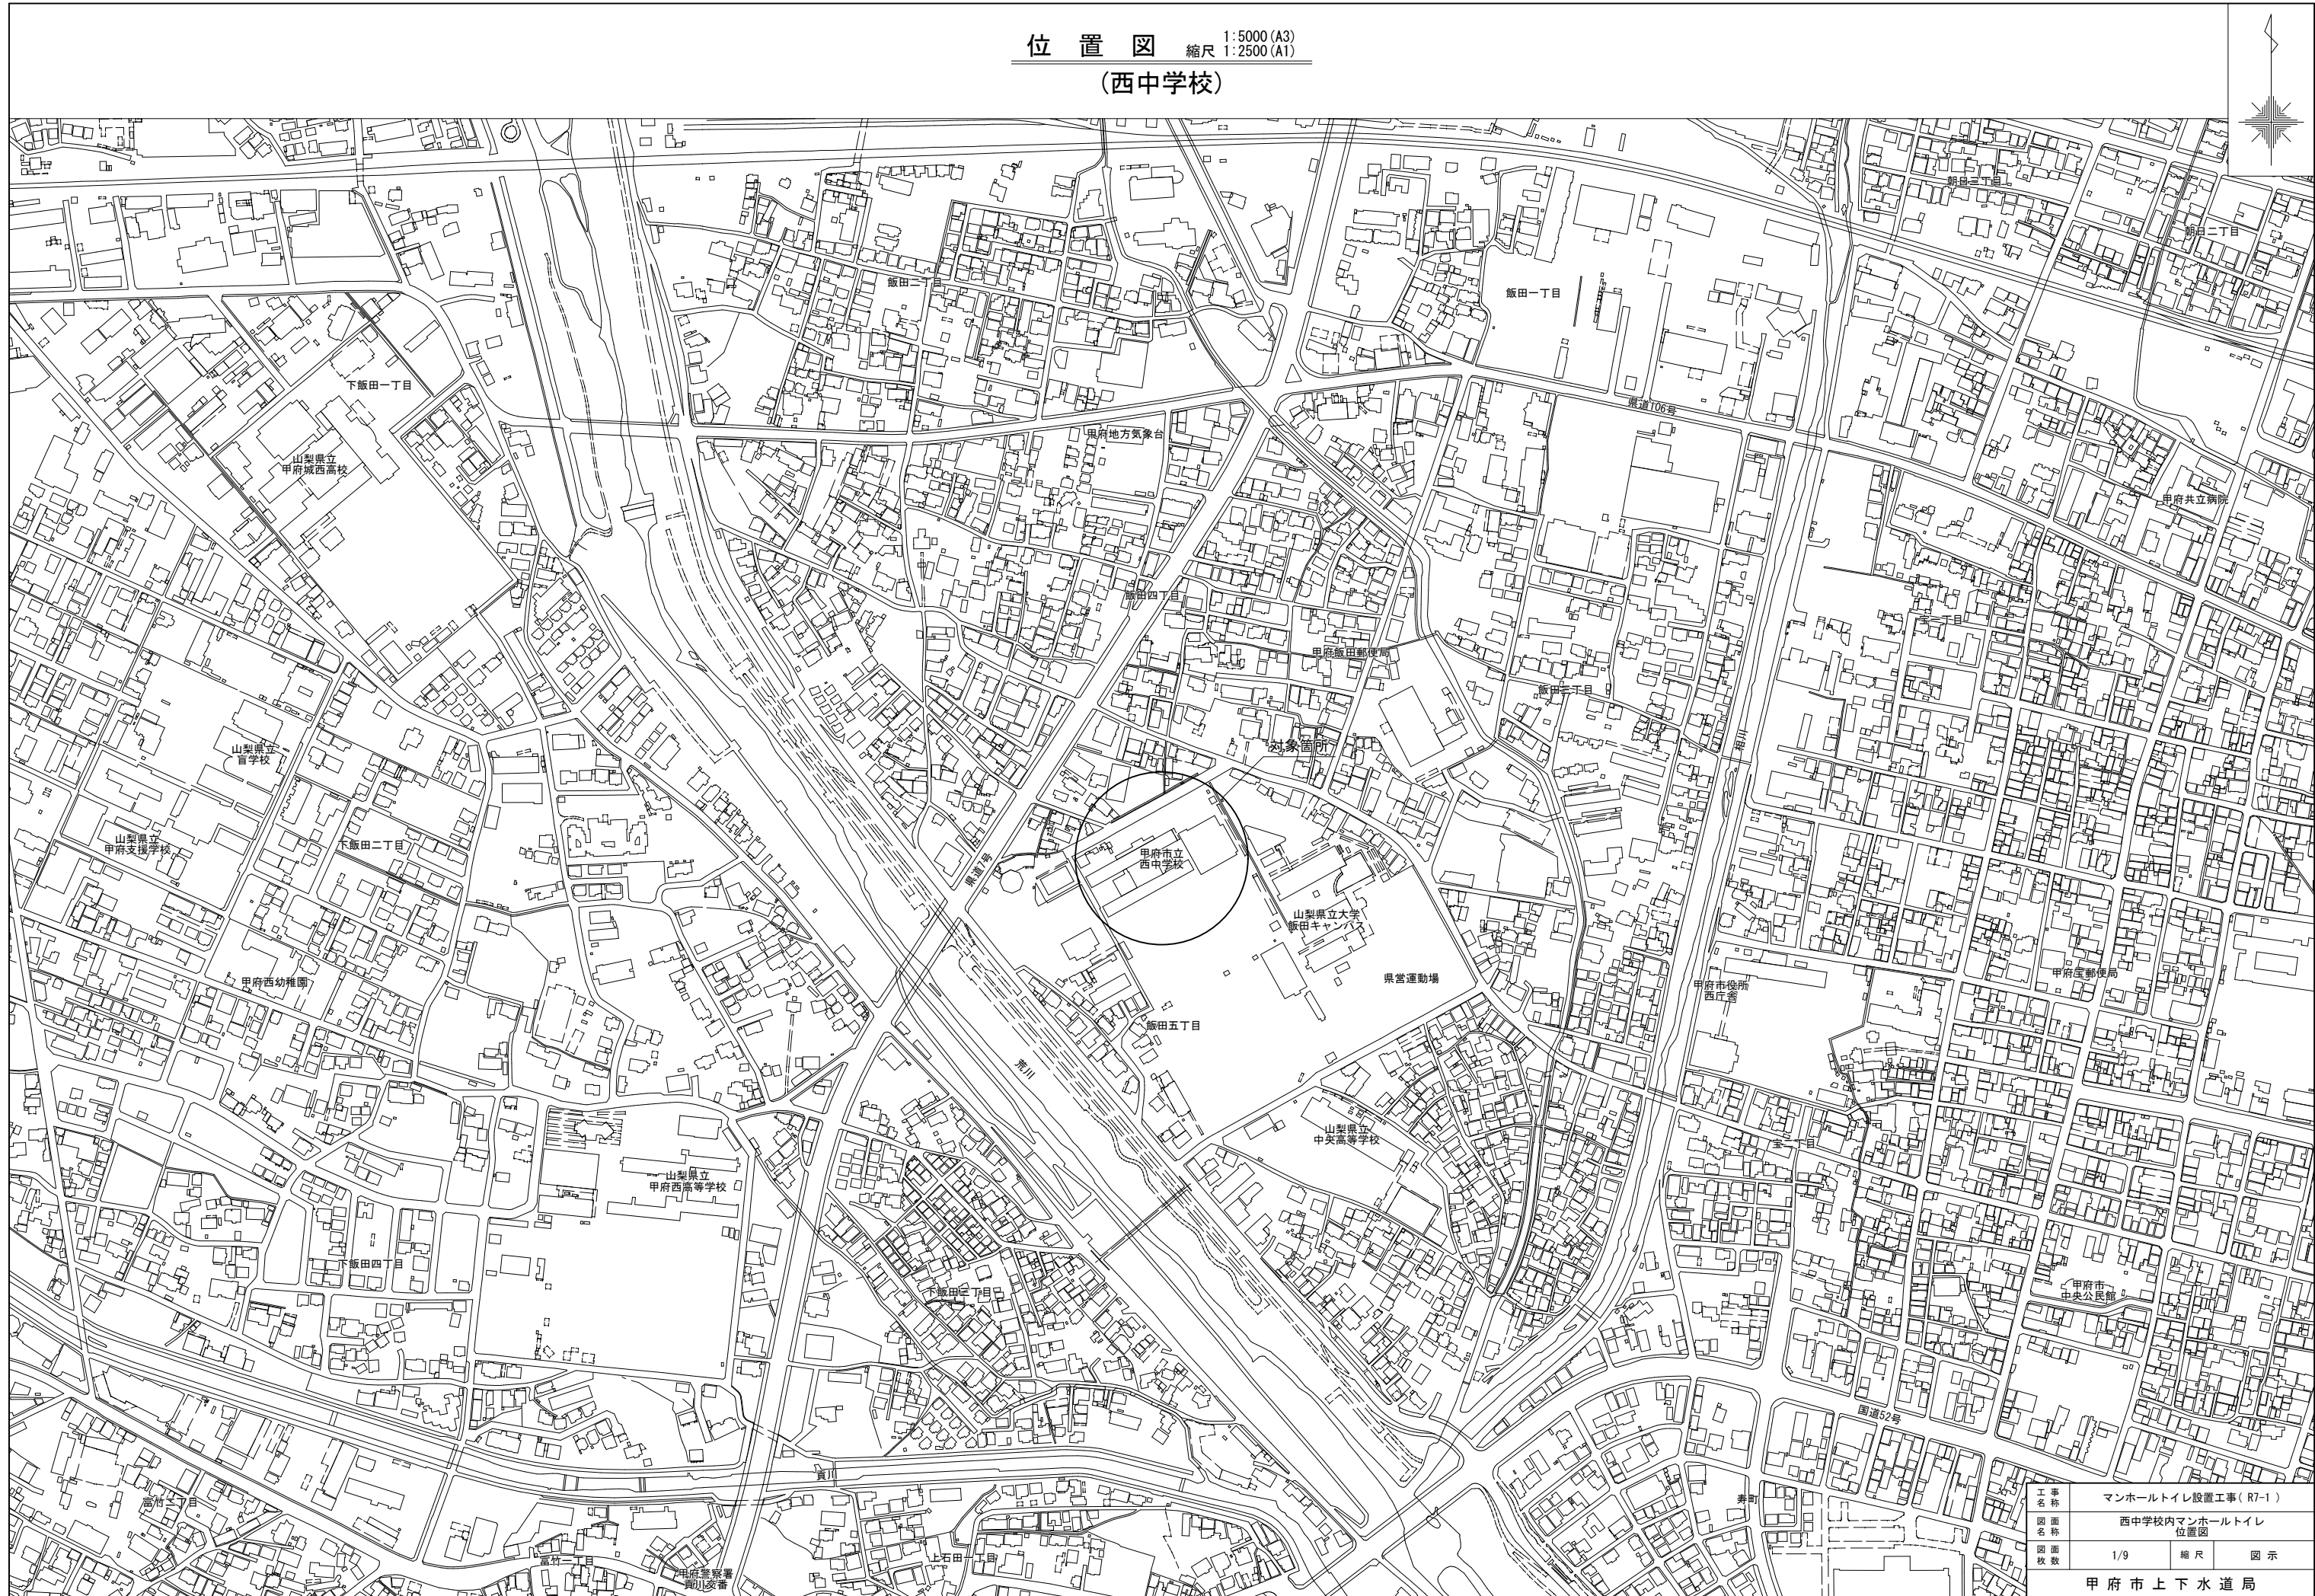 位置図 縮尺 1:5000(A3)
1:2500(A1)
(西中学校)
朝日三丁目
朝日二丁目
飯田二丁目
飯田一丁目
下飯田一丁目
県道106号
甲府地方気象台
山梨県立
甲府城西高校
甲府共立病院
飯田四丁目
宝一丁目
甲府飯田郵便局
飯田三丁目
山梨県立
盲学校
対象箇所
相川
山梨県立
甲府支援学校
下飯田二丁目
県道6号
甲府市立
西中学校
山梨県立大学
飯田キャンパス
甲府西幼稚園
県営運動場
甲府市役所
西庁舎
甲府宝郵便局
飯田五丁目
荒川
山梨県立
中央高等学校
宝二丁目
山梨県立
甲府西高等学校
下飯田四丁目
下飯田三丁目
甲府市
中央公民館
国道52号
貢川
富竹二丁目
寿町
富竹一丁目
上石田一丁目
甲府警察署
貢川交番
工事名称 マンホールトイレ設置工事( R7-1 )
図面名称 西中学校内マンホールトイレ
位置図
図面枚数 1/9 縮尺 図示
甲府市上下水道局